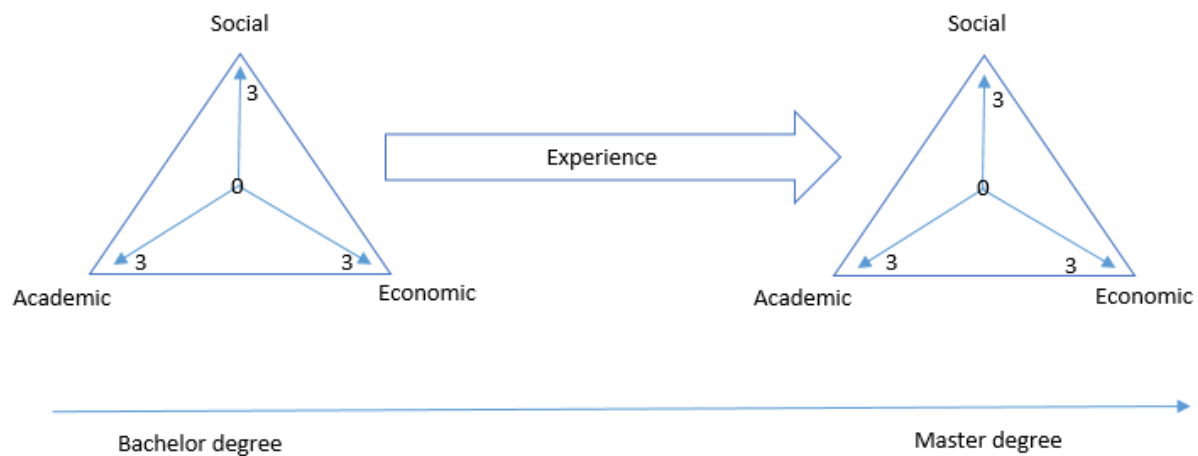 Social
3
0
3
3
Academic
Economic
Experience
Social
3
0
3
3
Academic
Economic
Bachelor degree
Master degree